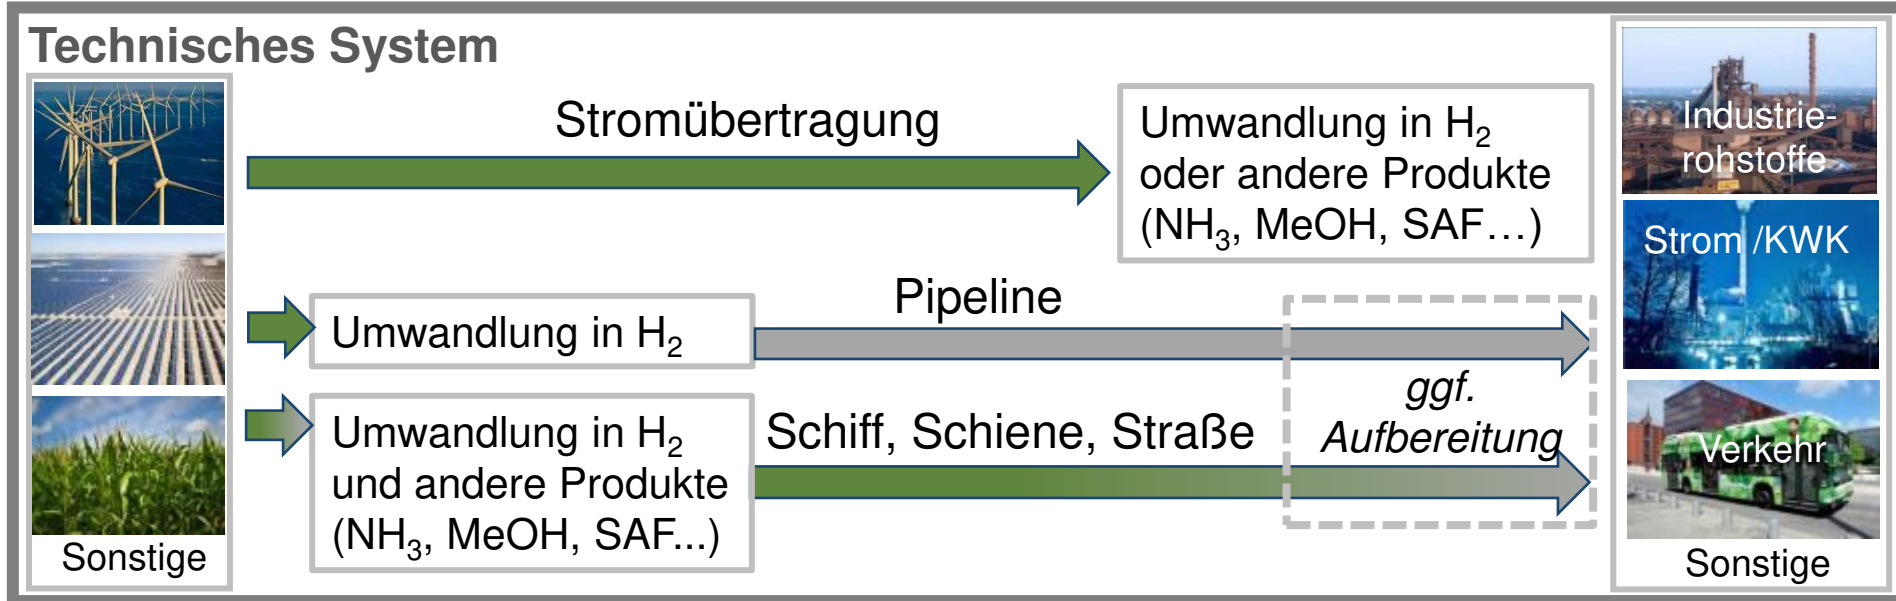 Technisches System
Sonstige
Stromübertragung
Umwandlung in H₂
oder andere Produkte
(NH₃, MeOH, SAF…)
Umwandlung in H₂
Pipeline
Umwandlung in H₂
und andere Produkte
(NH₃, MeOH, SAF...)
Schiff, Schiene, Straße
ggf.
Aufbereitung
Industrie-
rohstoffe
Strom /KWK
Verkehr
Sonstige